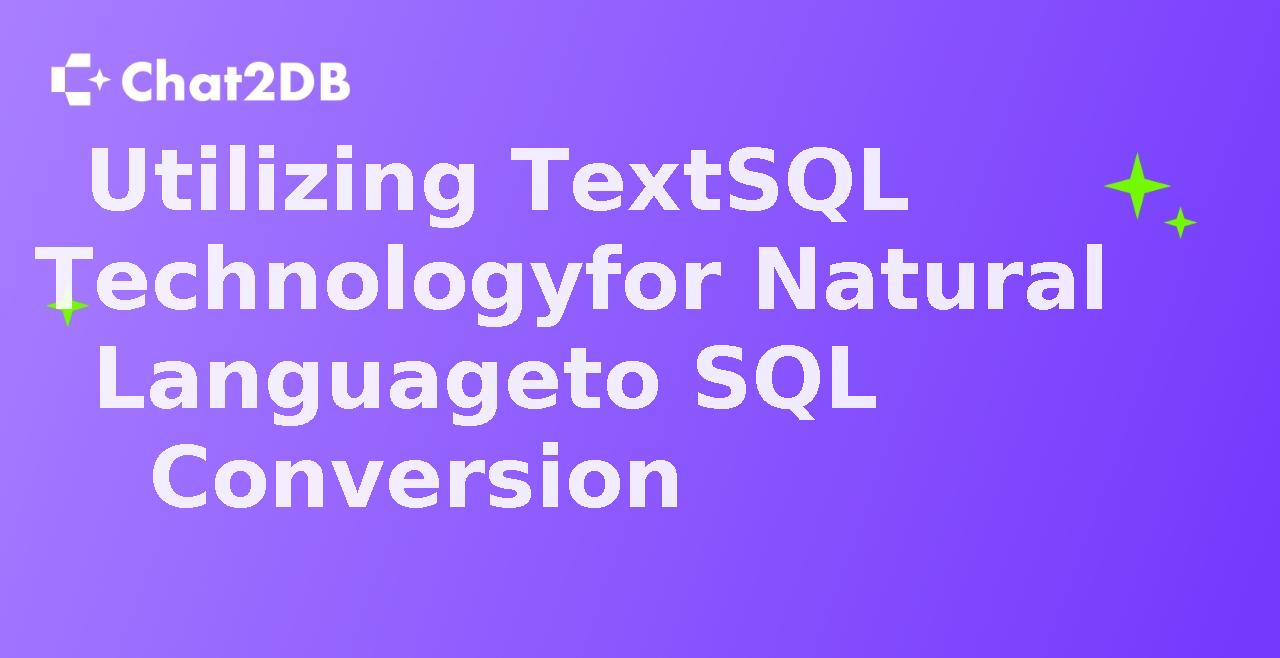 Chat2DB
Utilizing TextSQL
Technologyfor Natural
Languageto SQL
Conversion